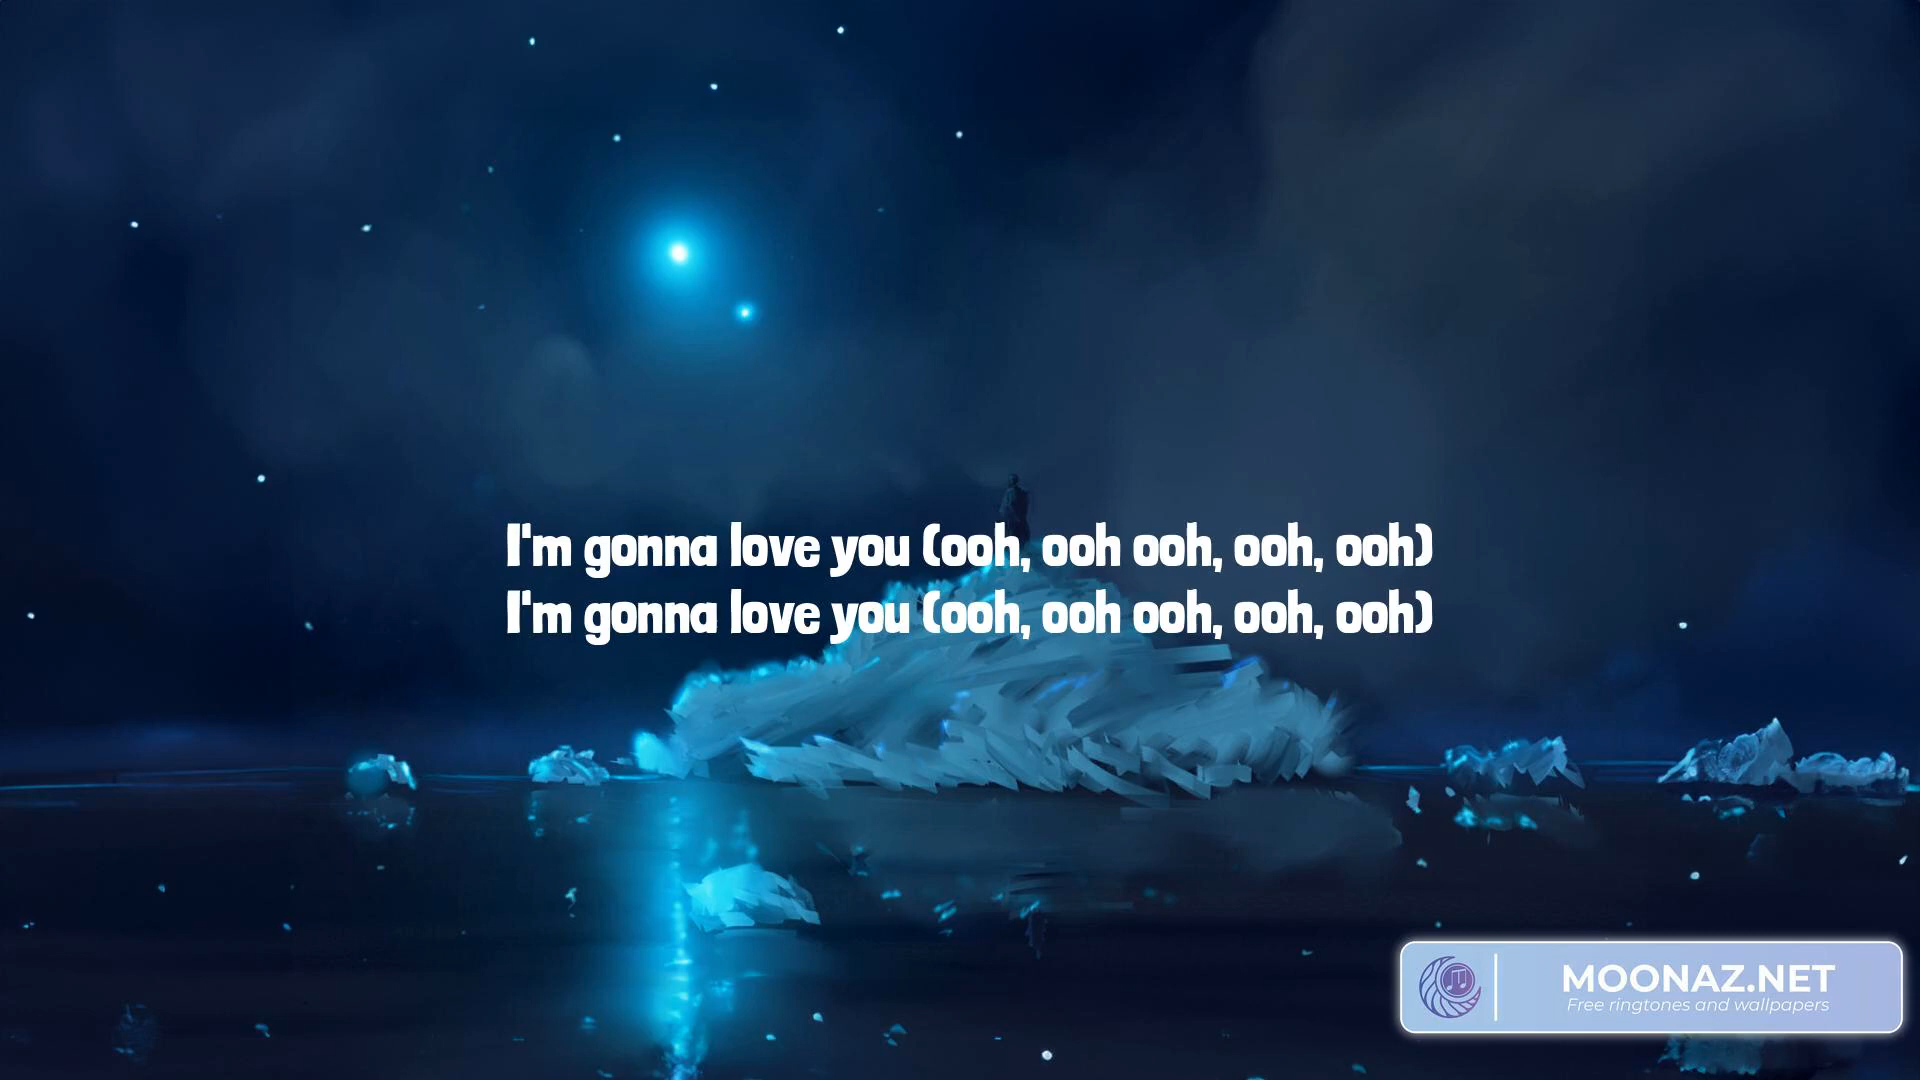 I'm gonna love you (ooh, ooh ooh, ooh, ooh)
I'm gonna love you (ooh, ooh ooh, ooh, ooh)
MOONAZ.NET
Free ringtones and wallpapers